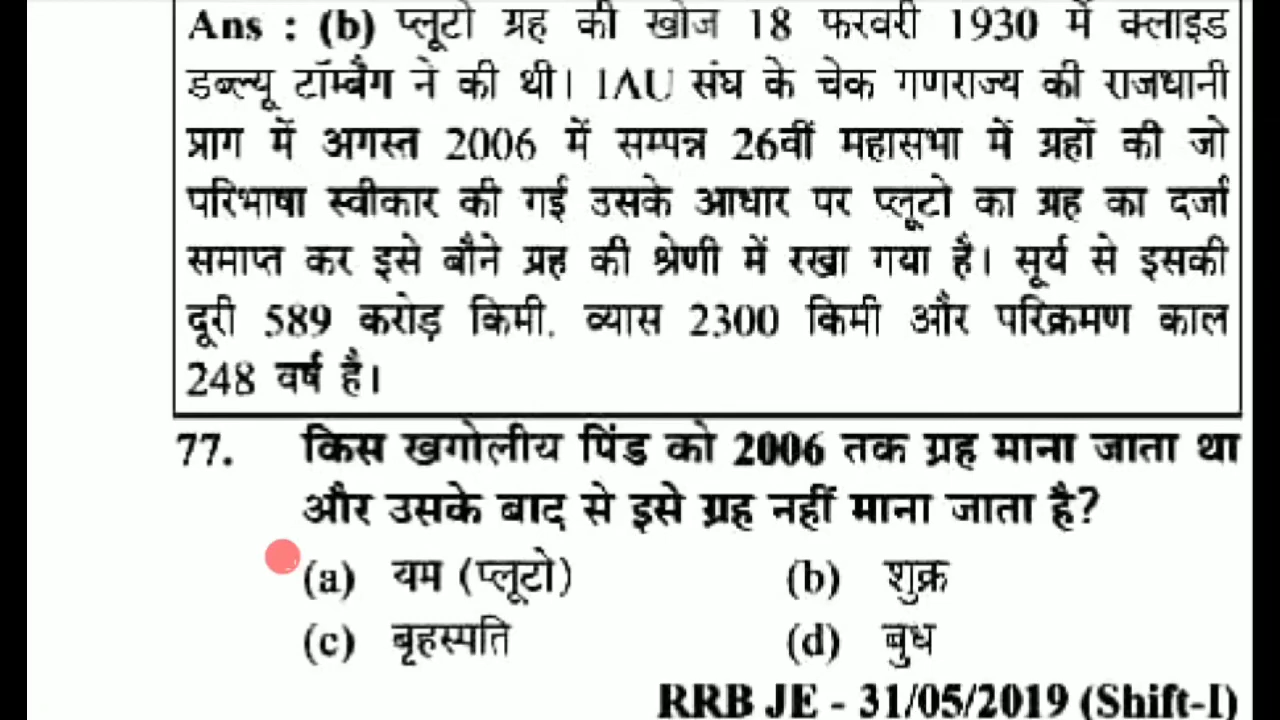 Ans : (b) प्लूटो ग्रह की खोज 18 फरवरी 1930 में क्लाइड
डब्ल्यू टॉम्बैग ने की थी। IAU संघ के चेक गणराज्य की राजधानी
प्राग में अगस्त 2006 में सम्पन्न 26वीं महासभा में ग्रहों की जो
परिभाषा स्वीकार की गई उसके आधार पर प्लूटो का ग्रह का दर्जा
समाप्त कर इसे बौने ग्रह की श्रेणी में रखा गया है। सूर्य से इसकी
दूरी 589 करोड़ किमी. व्यास 2300 किमी और परिक्रमण काल
248 वर्ष है।
77. किस खगोलीय पिंड को 2006 तक ग्रह माना जाता था
और उसके बाद से इसे ग्रह नहीं माना जाता है?
(a) यम (प्लूटो) (b) शुक्र
(c) बृहस्पति (d) बुध
RRB JE - 31/05/2019 (Shift-I)